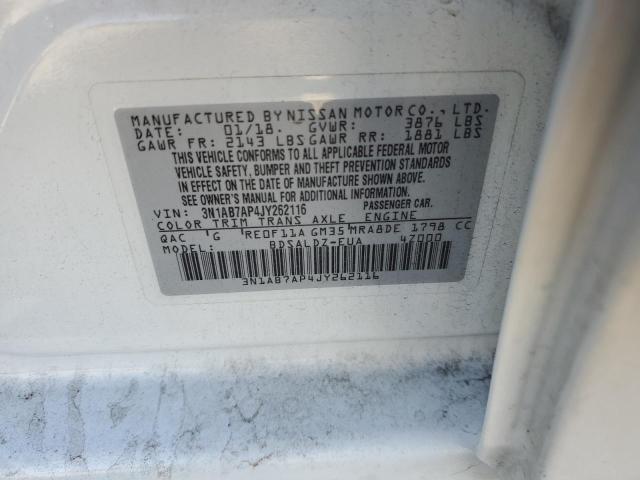 MANUFACTURED BY NISSAN MOTOR CO., LTD.
DATE: 01/18. GVWR: 3876 LBS
GAWR FR: 2143 LBS GAWR RR: 1881 LBS
THIS VEHICLE CONFORMS TO ALL APPLICABLE FEDERAL MOTOR
VEHICLE SAFETY, BUMPER AND THEFT PREVENTION STANDARDS
IN EFFECT ON THE DATE OF MANUFACTURE SHOWN ABOVE.
SEE OWNER'S MANUAL FOR ADDITIONAL INFORMATION.
VIN: 3N1AB7AP4JY262116 PASSENGER CAR.
COLOR TRIM TRANS AXLE ENGINE
QAC G RE0F11A GM35 MRA8DE 1798 CC
BDSALDZ-EUA 4Z000
3N1AB7AP4JY262116